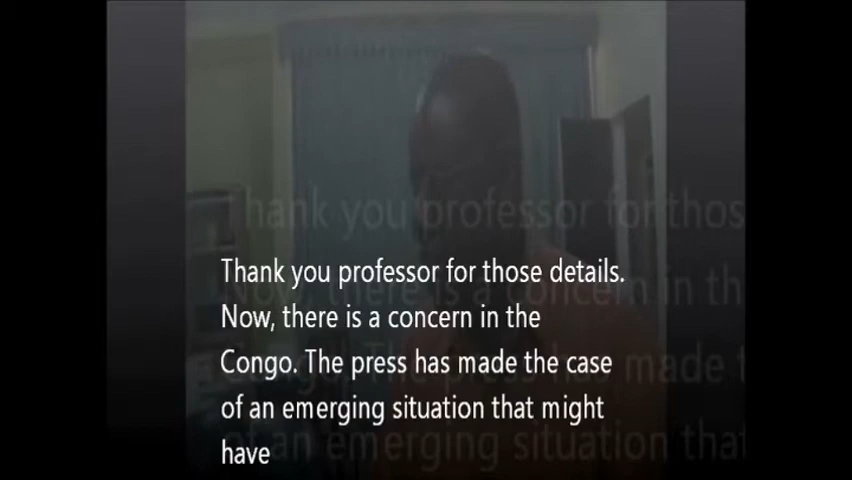 Thank you professor for those details.
Now, there is a concern in the
Congo. The press has made the case
of an emerging situation that might
have